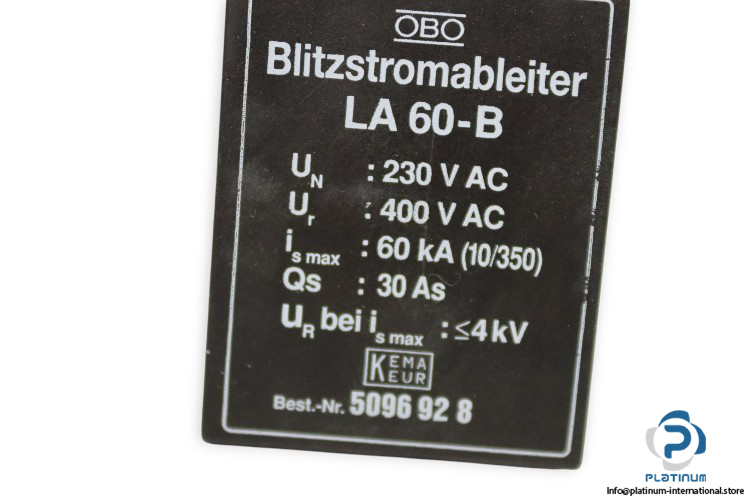 OBO
Blitzstromableiter
LA 60-B
UN : 230 V AC
Ur : 400 V AC
is max : 60 kA (10/350)
Qs : 30 As
uR bei is max : ≤4 kV
KEMA
KEUR
Best.-Nr. 5096 92 8
PLATINUM
Info@platinum-international.store